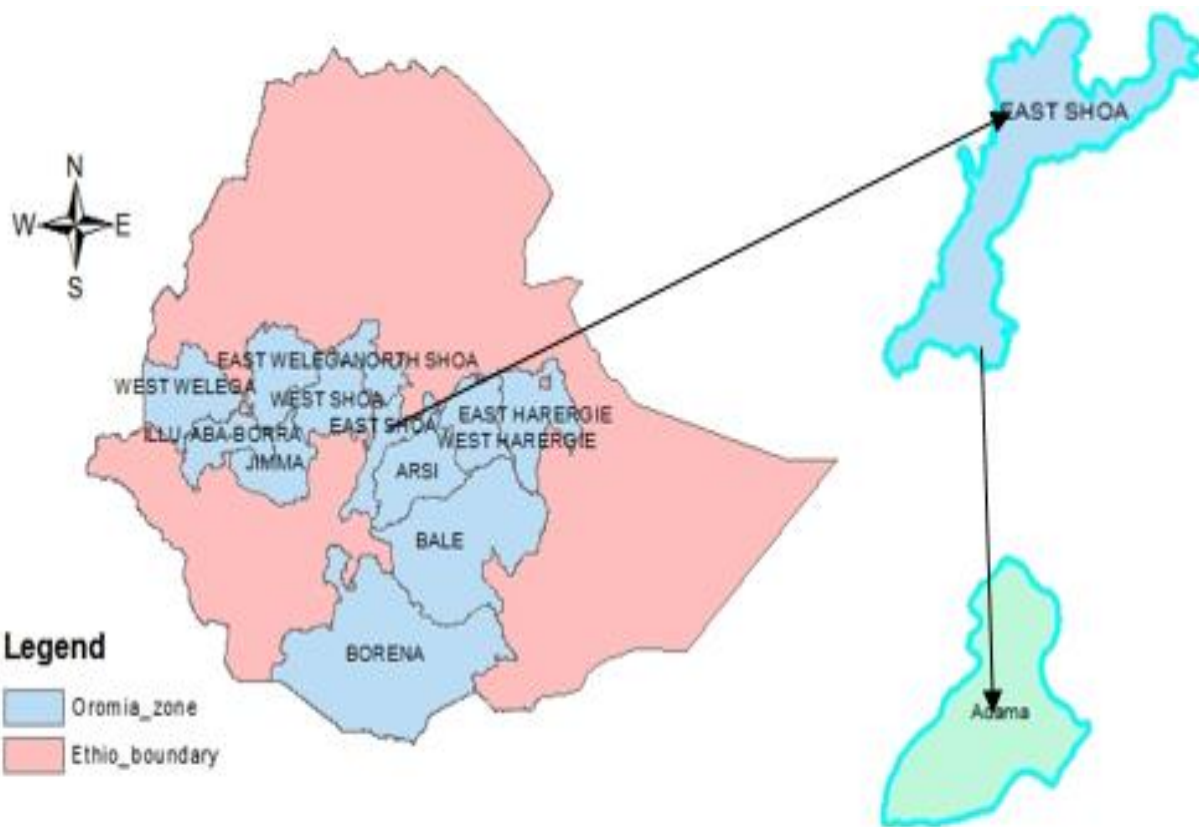 EAST SHOA
N
W E
S
EAST WELEGA NORTH SHOA
WEST WELEGA
WEST SHOA
EAST SHOA
EAST HARERGIE
ILLU ABA BORRA
WEST HARERGIE
JIMMA
ARSI
BALE
BORENA
Legend
Oromia_zone
Ethio_boundary
Adama